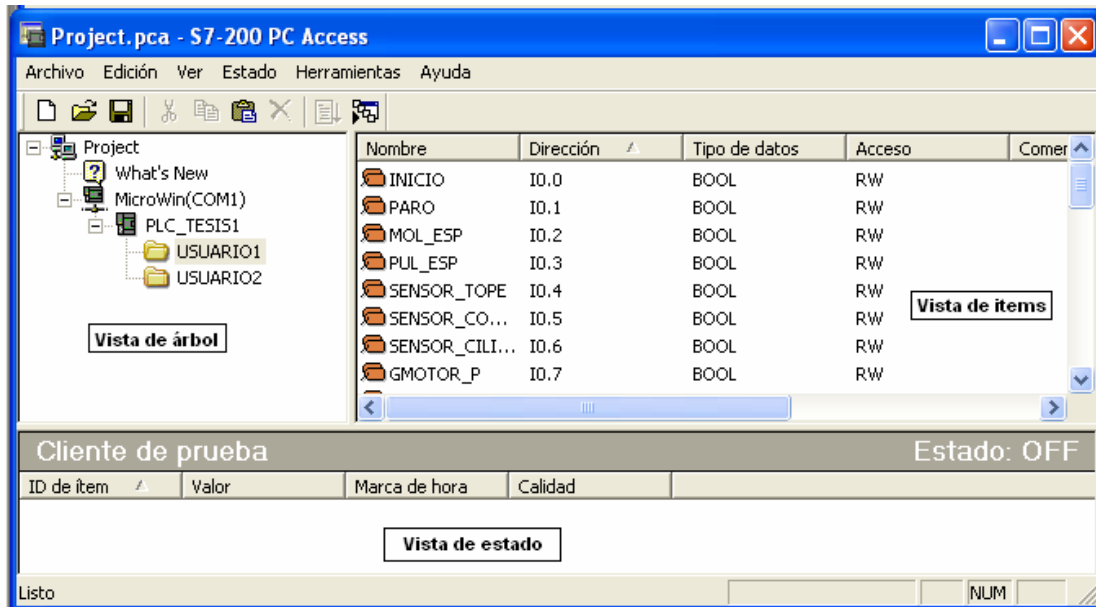 Project.pca - S7-200 PC Access
Archivo Edición Ver Estado Herramientas Ayuda
Project
What's New
MicroWin(COM1)
PLC_TESIS1
USUARIO1
USUARIO2
Vista de árbol
Nombre Dirección Tipo de datos Acceso Comer
INICIO I0.0 BOOL RW
PARO I0.1 BOOL RW
MOL_ESP I0.2 BOOL RW
PUL_ESP I0.3 BOOL RW
SENSOR_TOPE I0.4 BOOL RW
SENSOR_CO... I0.5 BOOL RW
SENSOR_CILI... I0.6 BOOL RW
GMOTOR_P I0.7 BOOL RW
Vista de items
Cliente de prueba Estado: OFF
ID de ítem Valor Marca de hora Calidad
Vista de estado
Listo NUM